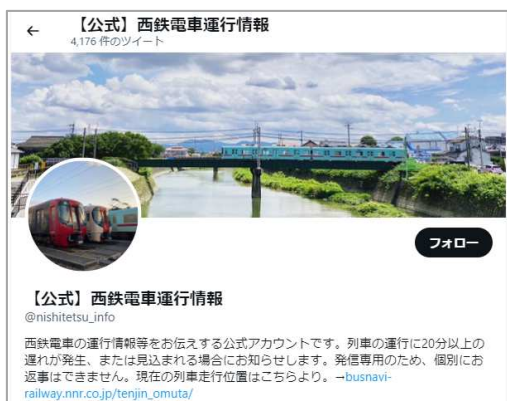 ← 【公式】西鉄電車運行情報
4,176 件のツイート
フォロー
【公式】西鉄電車運行情報
@nishitetsu_info
西鉄電車の運行情報等をお伝えする公式アカウントです。列車の運行に20分以上の
遅れが発生、または見込まれる場合にお知らせします。発信専用のため、個別にお
返事はできません。現在の列車走行位置はこちらより。→busnavi-
railway.nnr.co.jp/tenjin_omuta/